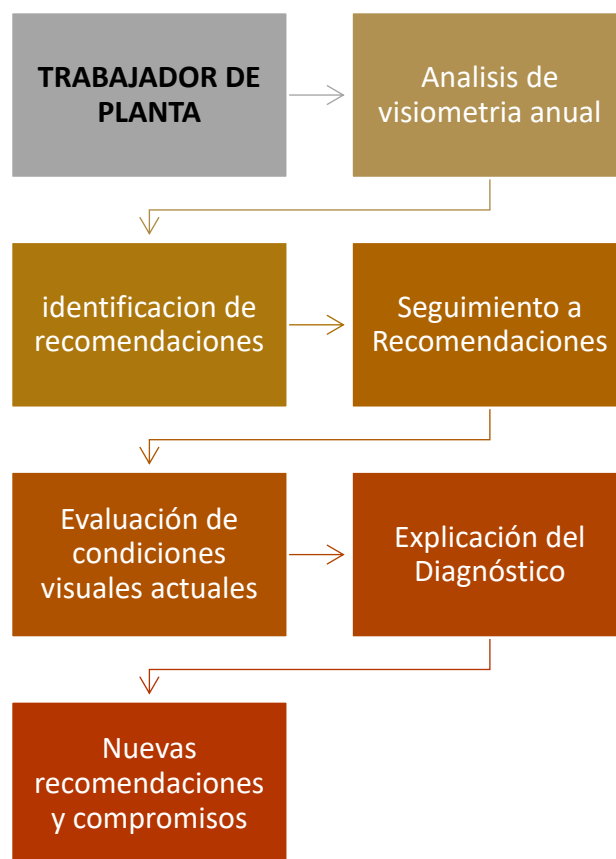 TRABAJADOR DE
PLANTA
Analisis de
visiometria anual
identificacion de
recomendaciones
Seguimiento a
Recomendaciones
Evaluación de
condiciones
visuales actuales
Explicación del
Diagnóstico
Nuevas
recomendaciones
y compromisos